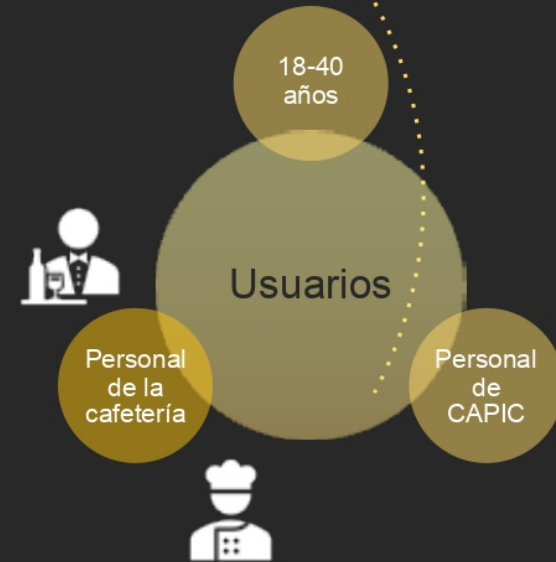 18-40
años
Usuarios
Personal
de la
cafetería
Personal
de
CAPIC